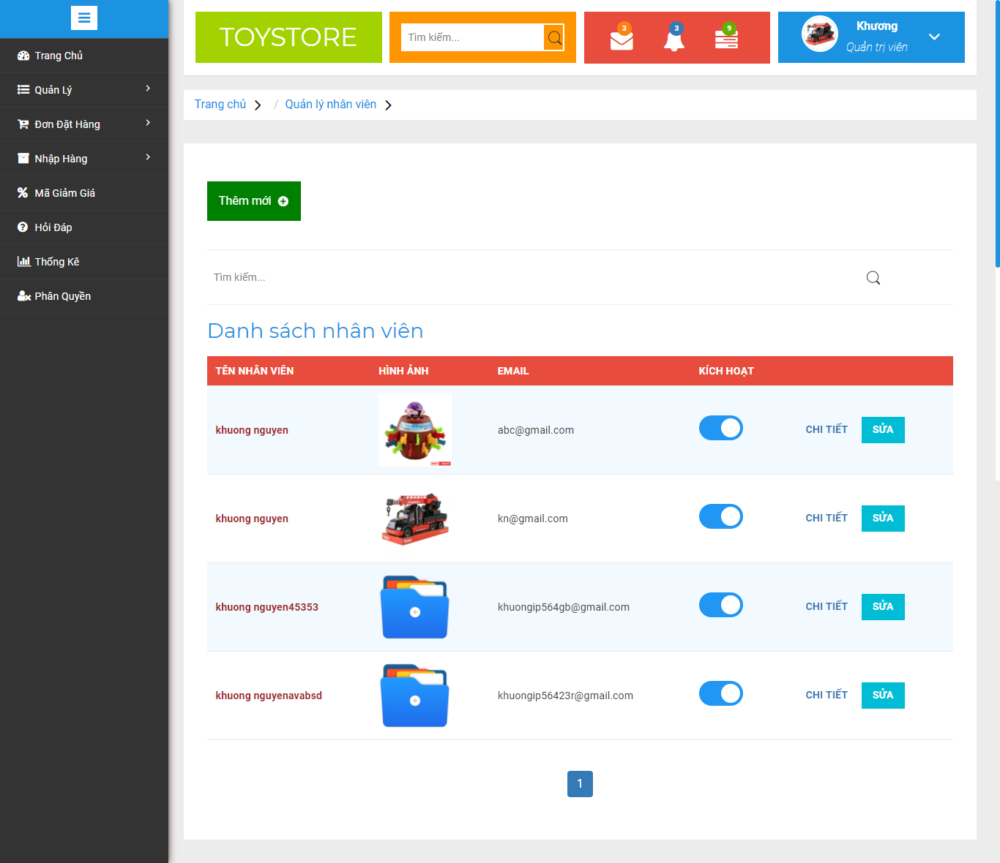 TOYSTORE
Tìm kiếm...
3
3
9
Khương
Quản trị viên
Trang Chủ
Quản Lý
Đơn Đặt Hàng
Nhập Hàng
Mã Giảm Giá
Hỏi Đáp
Thống Kê
Phân Quyền
Trang chủ / Quản lý nhân viên
Thêm mới
Tìm kiếm...
Danh sách nhân viên
TÊN NHÂN VIÊN HÌNH ẢNH EMAIL KÍCH HOẠT
khuong nguyen abc@gmail.com CHI TIẾT SỬA
khuong nguyen kn@gmail.com CHI TIẾT SỬA
khuong nguyen45353 khuongip564gb@gmail.com CHI TIẾT SỬA
khuong nguyenavabsd khuongip56423r@gmail.com CHI TIẾT SỬA
1